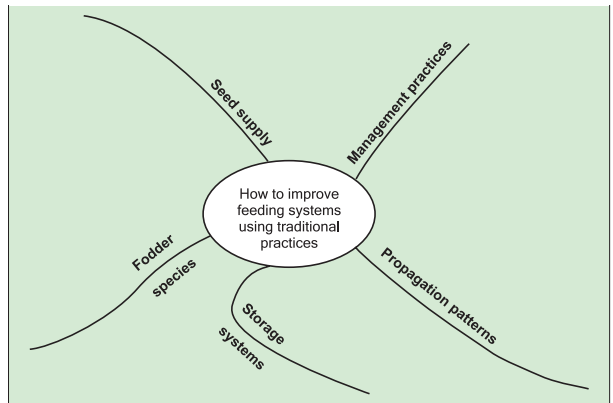 Seed supply
Management practices
How to improve
feeding systems
using traditional
practices
Fodder
species
Storage
systems
Propagation patterns